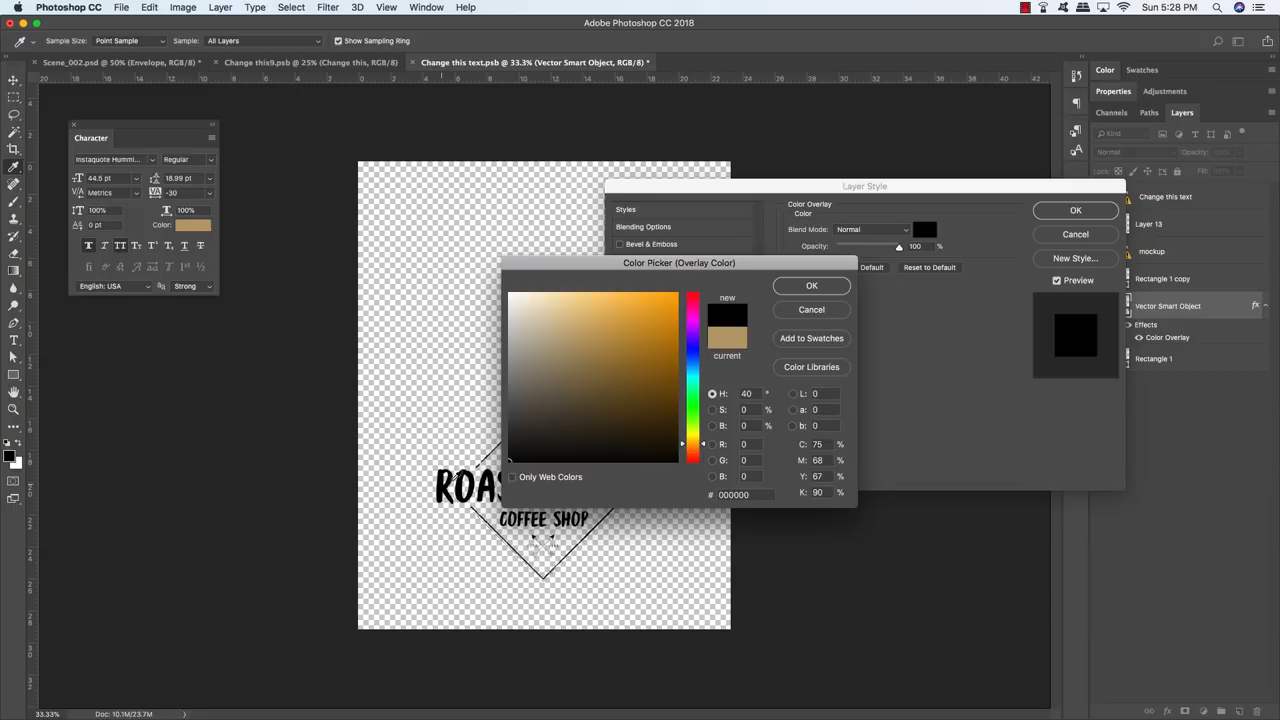 Photoshop CC File Edit Image Layer Type Select Filter 3D View Window Help Sun 5:28 PM
Adobe Photoshop CC 2018
Sample Size: Point Sample Sample: All Layers Show Sampling Ring
Scene_002.psd @ 50% (Envelope, RGB/8) * Change this9.psb @ 25% (Change this, RGB/8) Change this text.psb @ 33.3% (Vector Smart Object, RGB/8) *
Color Swatches
Properties Adjustments
Channels Paths Layers
Kind
Normal Opacity:
Character
Instaquote Hummi... Regular
44.5 pt 18.99 pt
Metrics -30
100% 100%
0 pt Color:
English: USA Strong
Layer Style
Styles
Blending Options
Bevel & Emboss
Color Overlay
Color
Blend Mode: Normal
Opacity: 100 %
Default Reset to Default
OK
Cancel
New Style...
Preview
Color Picker (Overlay Color)
new
current
OK
Cancel
Add to Swatches
Color Libraries
H: 40 ° L: 0
S: 0 % a: 0
B: 0 % b: 0
R: 0 C: 75 %
G: 0 M: 68 %
B: 0 Y: 67 %
# 000000 K: 90 %
Only Web Colors
ROAS
COFFEE SHOP
Change this text
Layer 13
mockup
Rectangle 1 copy
Vector Smart Object fx
Effects
Color Overlay
Rectangle 1
33.33% Doc: 10.1M/23.7M